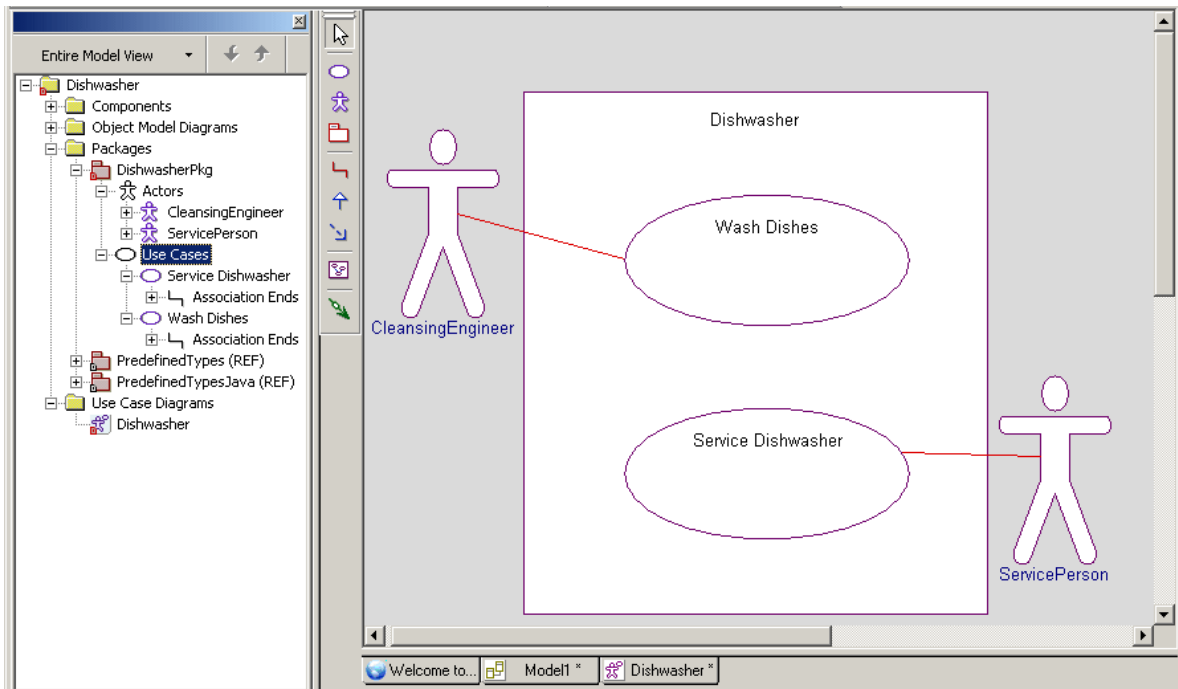 Entire Model View
Dishwasher
Components
Object Model Diagrams
Packages
DishwasherPkg
Actors
CleansingEngineer
ServicePerson
Use Cases
Service Dishwasher
Association Ends
Wash Dishes
Association Ends
PredefinedTypes (REF)
PredefinedTypesJava (REF)
Use Case Diagrams
Dishwasher
Dishwasher
Wash Dishes
CleansingEngineer
Service Dishwasher
ServicePerson
Welcome to...
Model1 *
Dishwasher *